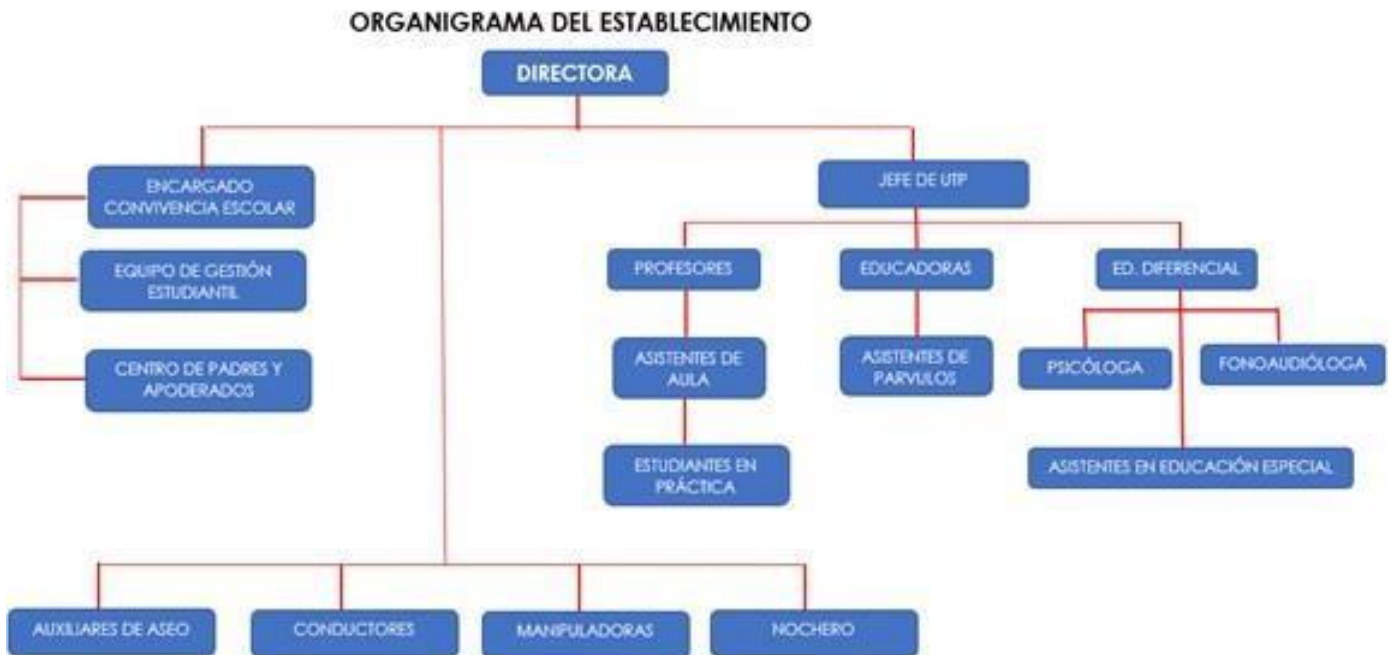 ORGANIGRAMA DEL ESTABLECIMIENTO
DIRECTORA
ENCARGADO
CONVIVENCIA ESCOLAR
JEFE DE UTP
EQUIPO DE GESTIÓN
ESTUDIANTIL
PROFESORES
EDUCADORAS
ED. DIFERENCIAL
CENTRO DE PADRES Y
APODERADOS
ASISTENTES DE
AULA
ASISTENTES DE
PARVULOS
PSICÓLOGA
FONOAUDIÓLOGA
ESTUDIANTES EN
PRÁCTICA
ASISTENTES EN EDUCACIÓN ESPECIAL
AUXILIARES DE ASEO
CONDUCTORES
MANIPULADORAS
NOCHERO